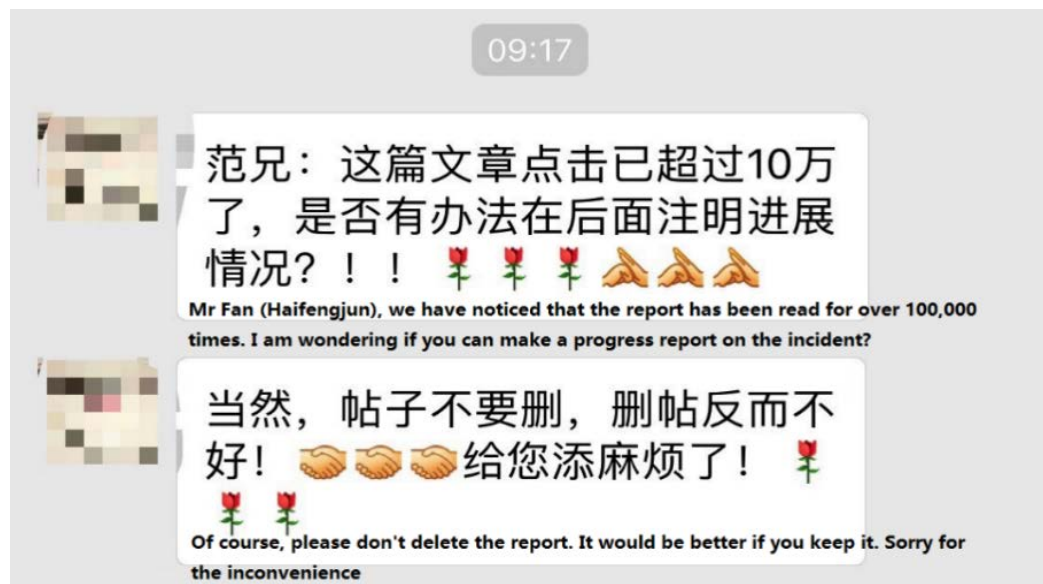 09:17
范兄：这篇文章点击已超过10万
了，是否有办法在后面注明进展
情况？！！🌹🌹🌹🙏🙏🙏
Mr Fan (Haifengjun), we have noticed that the report has been read for over 100,000
times. I am wondering if you can make a progress report on the incident?
当然，帖子不要删，删帖反而不
好！🤝🤝🤝给您添麻烦了！🌹
🌹🌹
Of course, please don't delete the report. It would be better if you keep it. Sorry for
the inconvenience